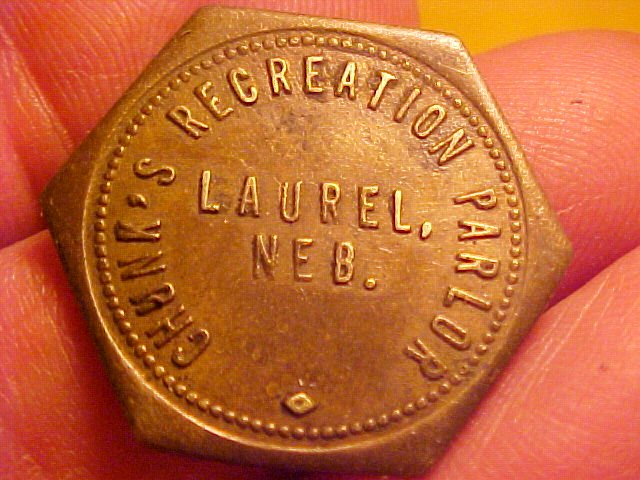 CHUNK'S RECREATION PARLOR
LAUREL,
NEB.